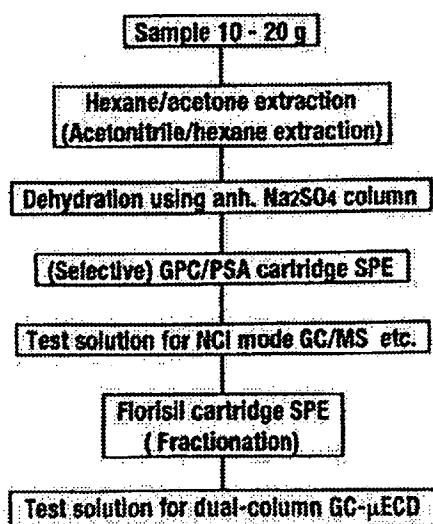 Sample 10 - 20 g
Hexane/acetone extraction
(Acetonitrile/hexane extraction)
Dehydration using anh. Na2SO4 column
(Selective) GPC/PSA cartridge SPE
Test solution for NCI mode GC/MS etc.
Florisil cartridge SPE
(Fractionation)
Test solution for dual-column GC-μECD